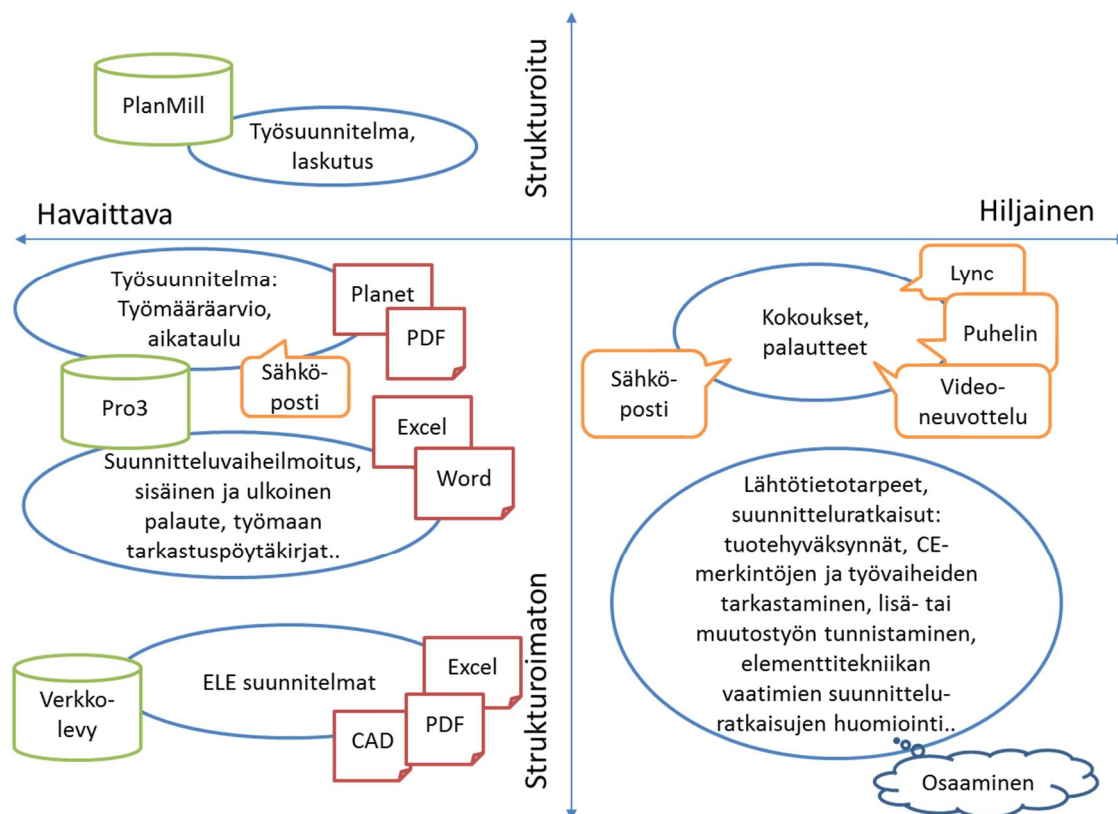 Strukturoitu
PlanMill
Työsuunnitelma,
laskutus
Havaittava
Hiljainen
Työsuunnitelma:
Työmääräarvio,
aikataulu
Planet
PDF
Sähkö-
posti
Pro3
Excel
Word
Suunnitteluvaiheilmoitus,
sisäinen ja ulkoinen
palaute, työmaan
tarkastuspöytäkirjat..
Verkko-
levy
ELE suunnitelmat
Excel
PDF
CAD
Strukturoimaton
Kokoukset,
palautteet
Lync
Puhelin
Video-
neuvottelu
Sähkö-
posti
Lähtötietotarpeet,
suunnitteluratkaisut:
tuotehyväksynnät, CE-
merkintöjen ja työvaiheiden
tarkastaminen, lisä- tai
muutostyön tunnistaminen,
elementtitekniikan
vaatimien suunnittelu-
ratkaisujen huomiointi..
Osaaminen